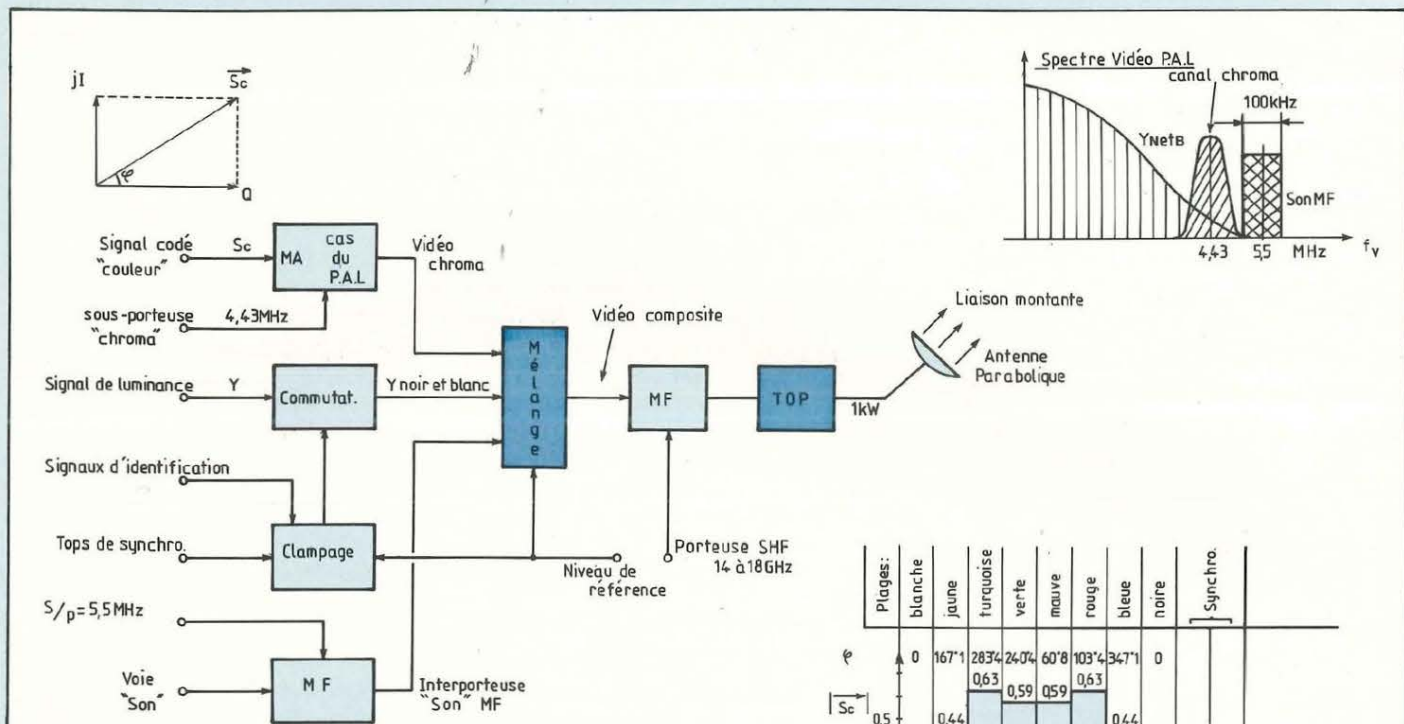 jI
Sc
φ
Q
Spectre Vidéo P.A.L
canal chroma
100kHz
YNetB
Son MF
4,43
5,5
MHz
fv
Signal codé
"couleur"
Sc
MA
cas
du
P.A.L
Vidéo
chroma
sous-porteuse
"chroma"
4,43MHz
Signal de luminance
Y
Commutat.
Y noir et blanc
Mélange
Vidéo composite
MF
TOP
1kW
Liaison montante
Antenne
Parabolique
Signaux d'identification
Tops de synchro.
Clampage
Niveau de
référence
Porteuse SHF
14 à 18GHz
S/p=5,5MHz
Voie
"Son"
MF
Interporteuse
"Son" MF
Plages:
blanche
jaune
turquoise
verte
mauve
rouge
bleue
noire
Synchro.
φ
0
167°1
283°4
240°4
60°8
103°4
347°1
0
|Sc|
0.5
0,44
0,63
0,59
0,59
0,63
0,44